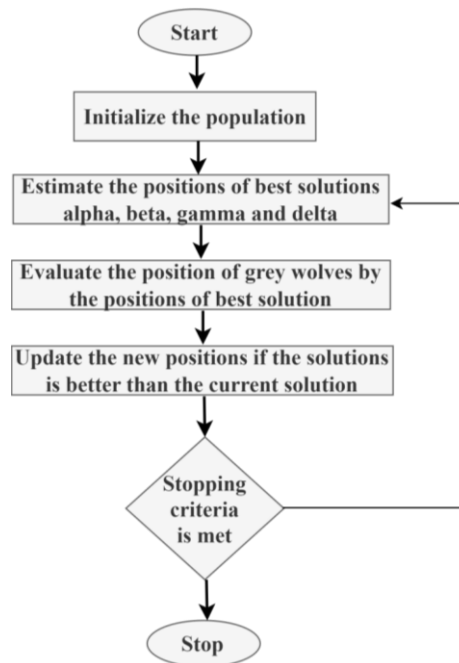 Start
Initialize the population
Estimate the positions of best solutions
alpha, beta, gamma and delta
Evaluate the position of grey wolves by
the positions of best solution
Update the new positions if the solutions
is better than the current solution
Stopping
criteria
is met
Stop